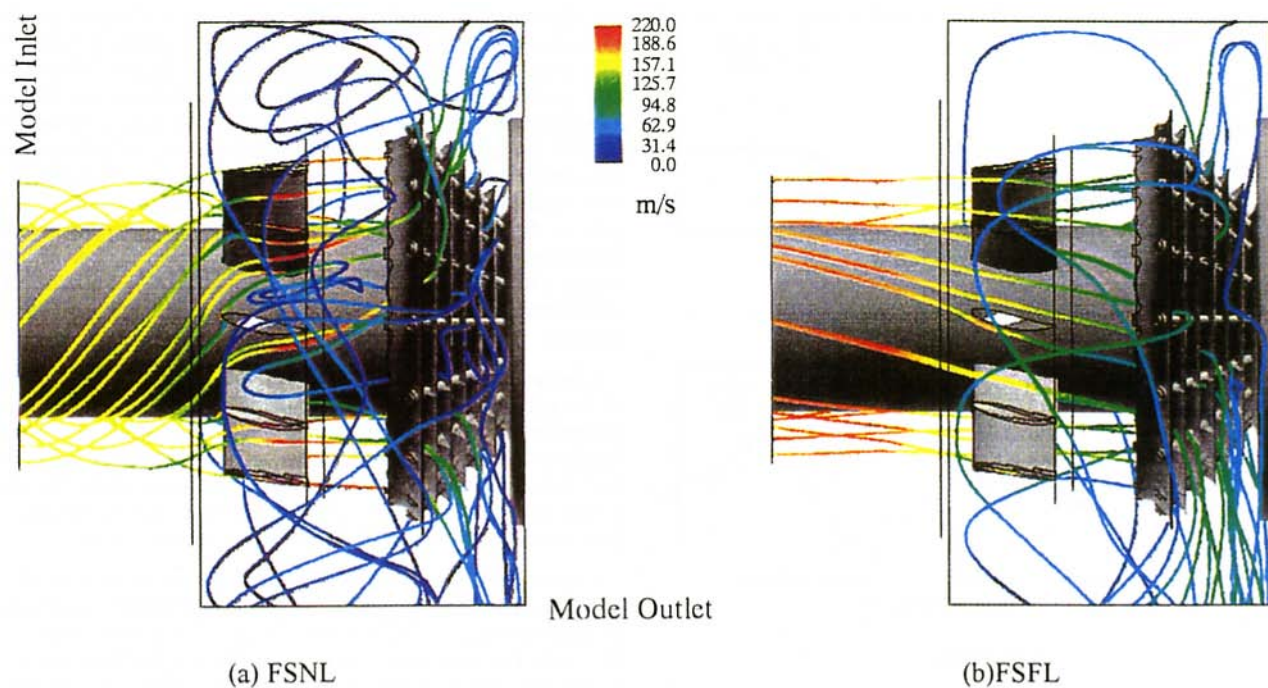 Model Inlet
220.0
188.6
157.1
125.7
94.8
62.9
31.4
0.0
m/s
Model Outlet
(a) FSNL
(b)FSFL